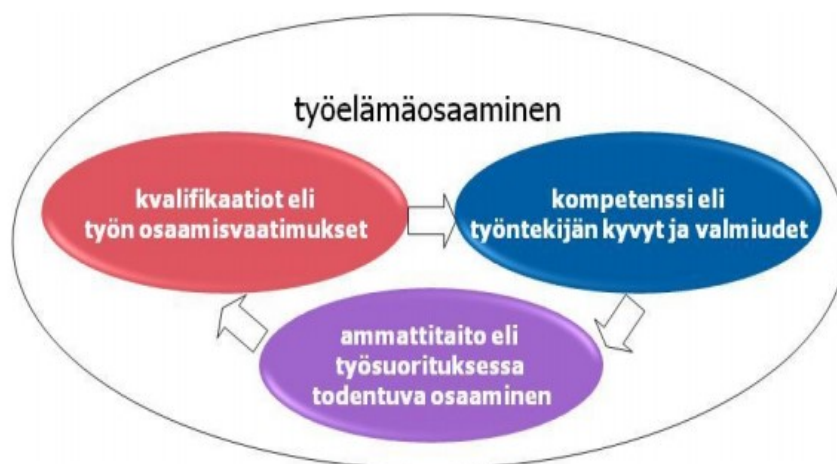 työelämäosaaminen
kvalifikaatiot eli
työn osaamisvaatimukset
kompetenssi eli
työntekijän kyvyt ja valmiudet
ammattitaito eli
työsuorituksessa
todentuva osaaminen